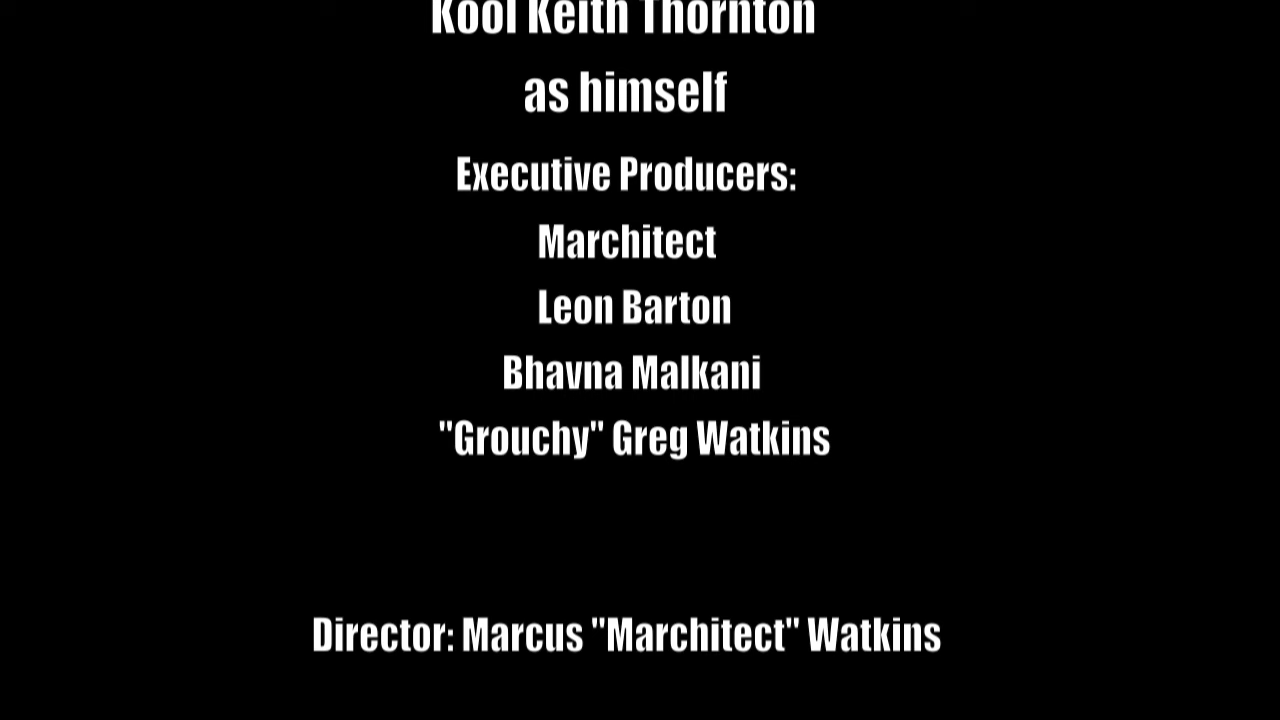 Kool Keith Thornton
as himself
Executive Producers:
Marchitect
Leon Barton
Bhavna Malkani
"Grouchy" Greg Watkins
Director: Marcus "Marchitect" Watkins